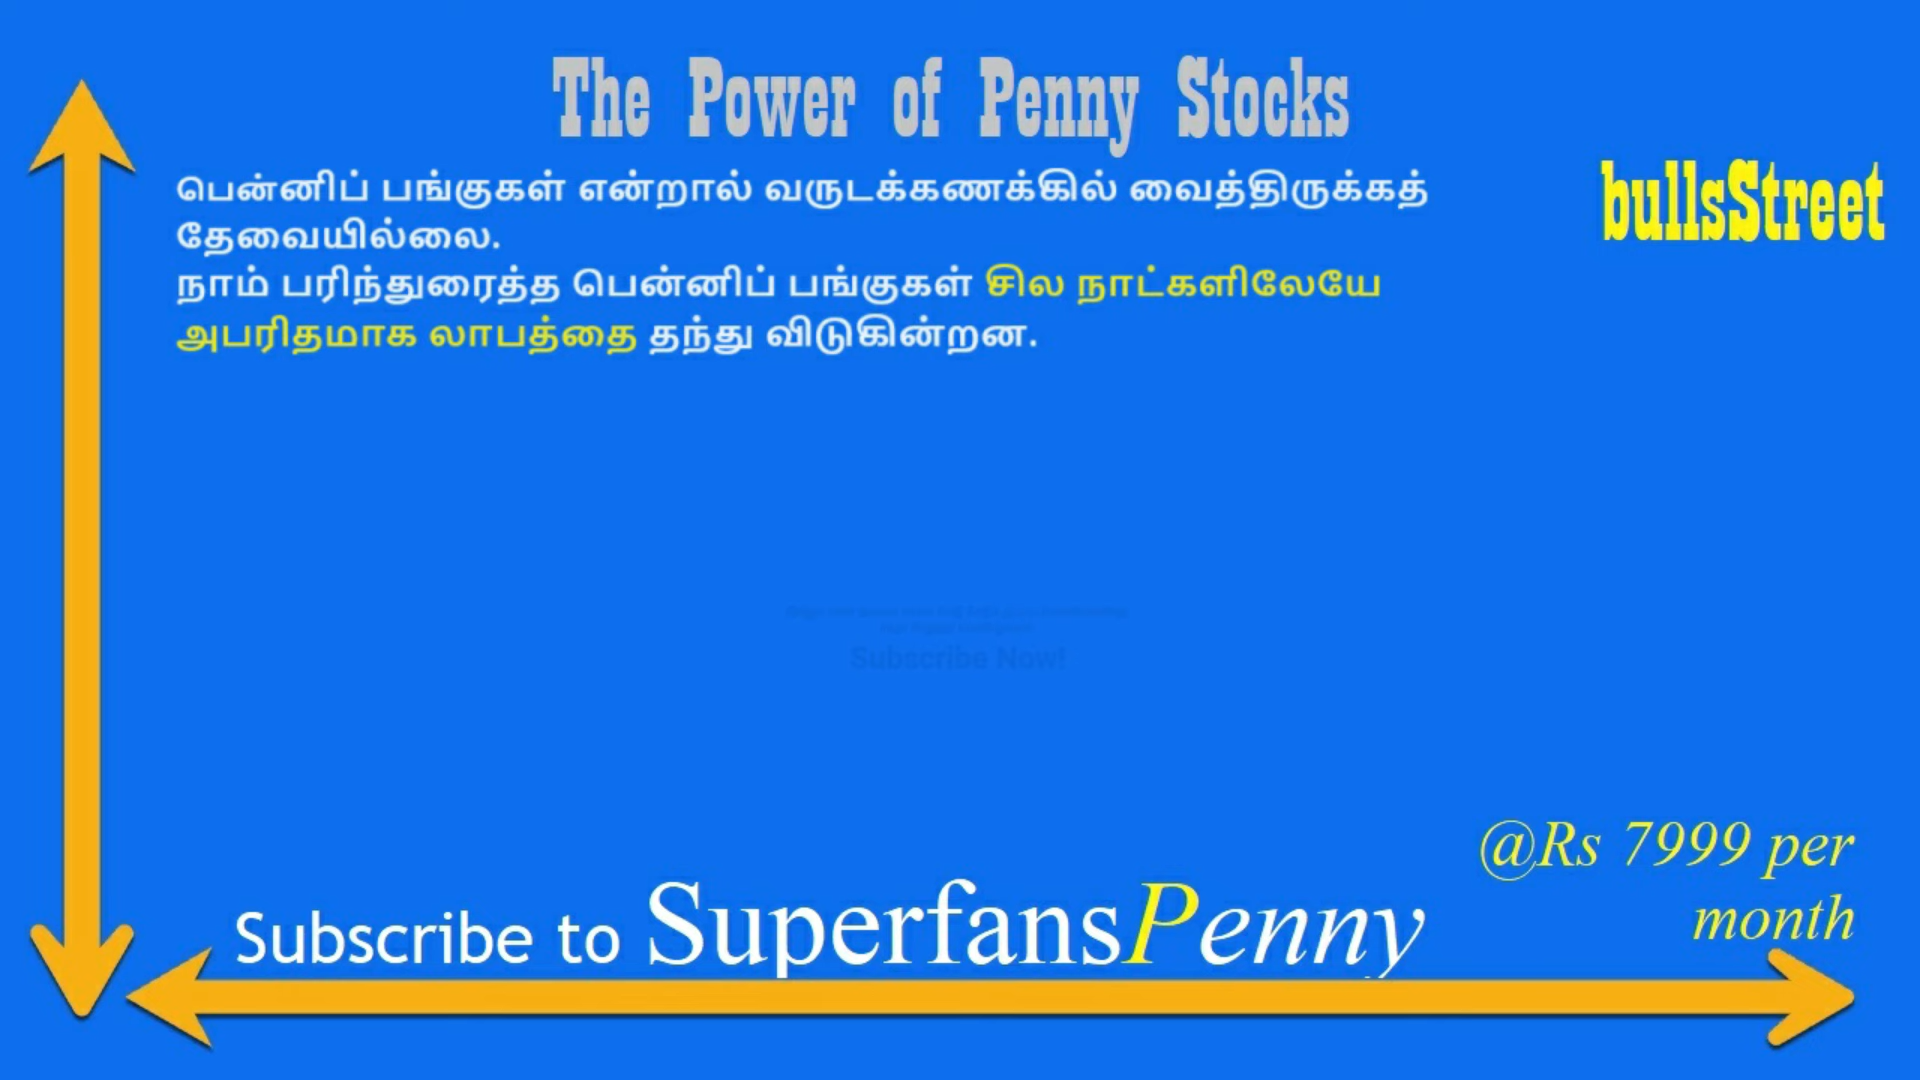 The Power of Penny Stocks
bullsStreet
பென்னிப் பங்குகள் என்றால் வருடக்கணக்கில் வைத்திருக்கத்
தேவையில்லை.
நாம் பரிந்துரைத்த பென்னிப் பங்குகள் சில நாட்களிலேயே
அபரிதமாக லாபத்தை தந்து விடுகின்றன.
Subscribe Now!
@Rs 7999 per
month
Subscribe to SuperfansPenny